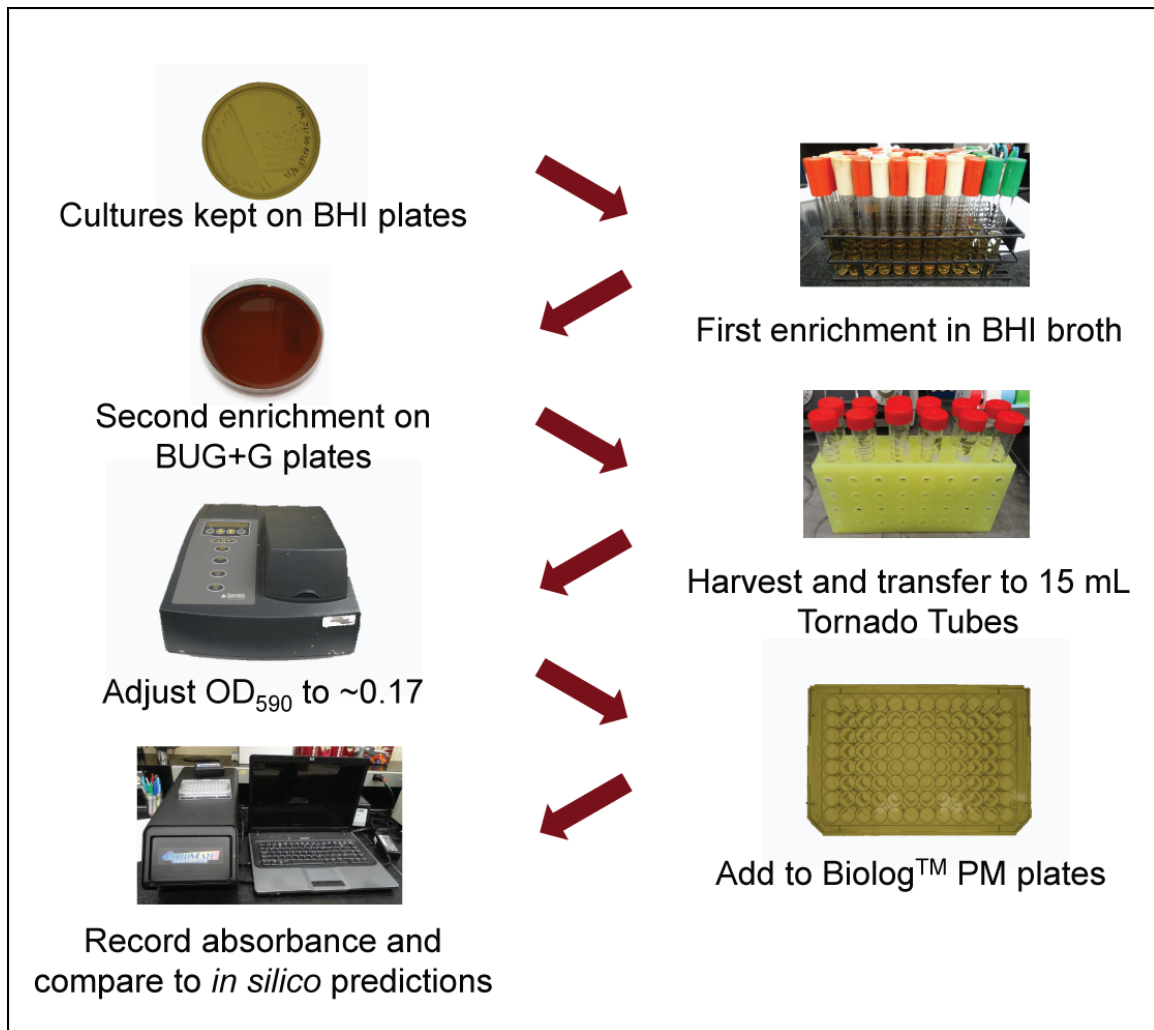 Cultures kept on BHI plates
First enrichment in BHI broth
Second enrichment on
BUG+G plates
Harvest and transfer to 15 mL
Tornado Tubes
Adjust OD₅₉₀ to ~0.17
Add to Biolog™ PM plates
Record absorbance and
compare to in silico predictions